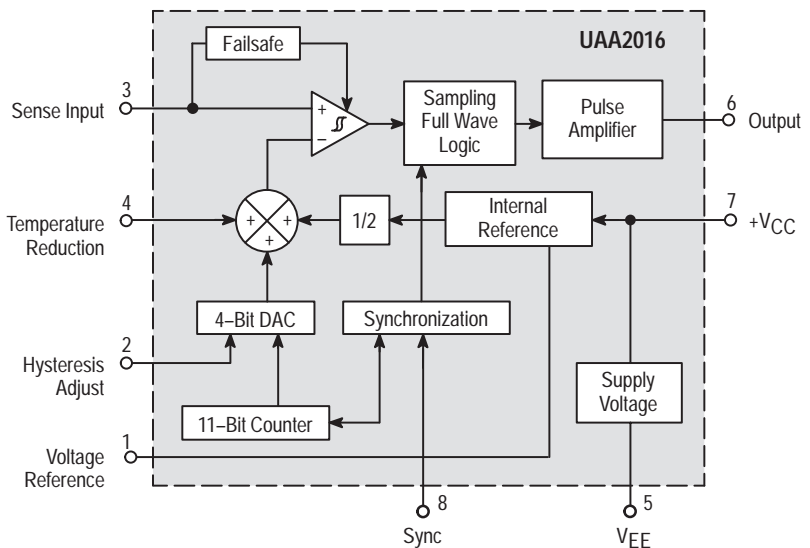 UAA2016
Failsafe
3
Sense Input
+
−
Sampling
Full Wave
Logic
Pulse
Amplifier
6
Output
4
Temperature
Reduction
+
+
+
1/2
Internal
Reference
7
+VCC
4−Bit DAC
Synchronization
2
Hysteresis
Adjust
Supply
Voltage
11−Bit Counter
1
Voltage
Reference
8
Sync
5
VEE